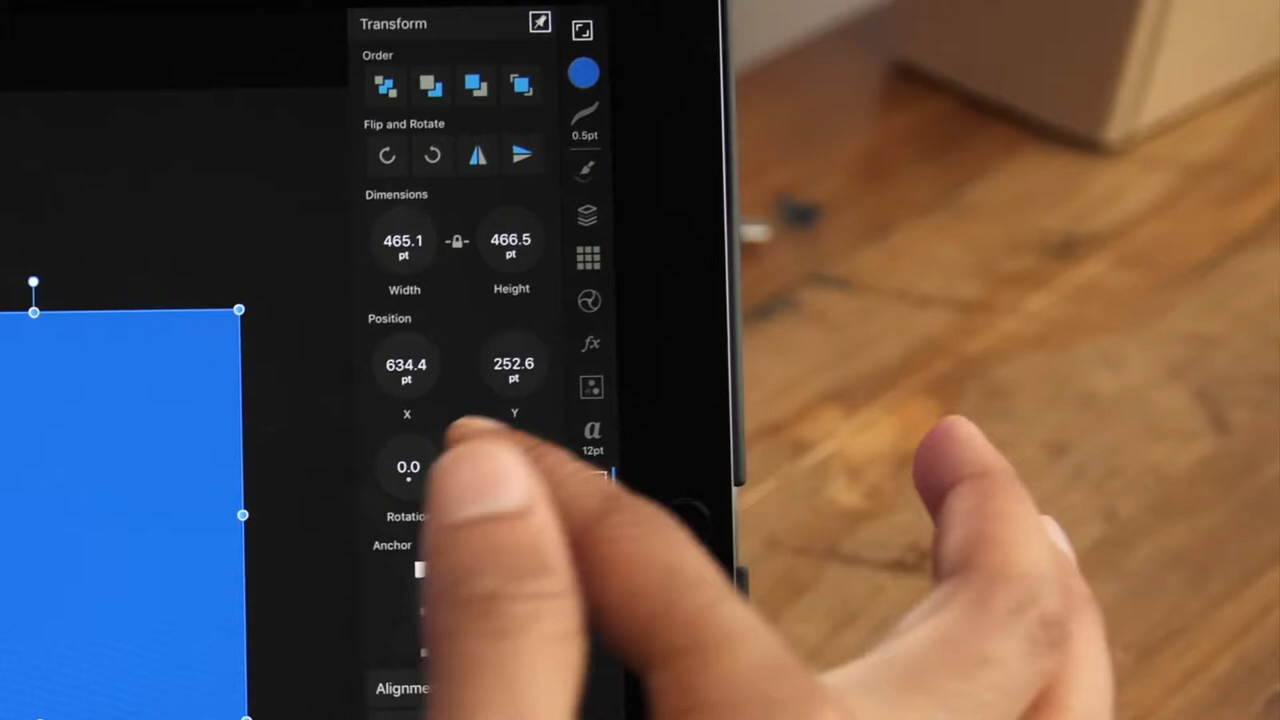 Transform
Order
Flip and Rotate
0.5pt
Dimensions
465.1 pt
466.5 pt
Width
Height
Position
634.4 pt
252.6 pt
X
Y
fx
a
12pt
0.0
Anchor